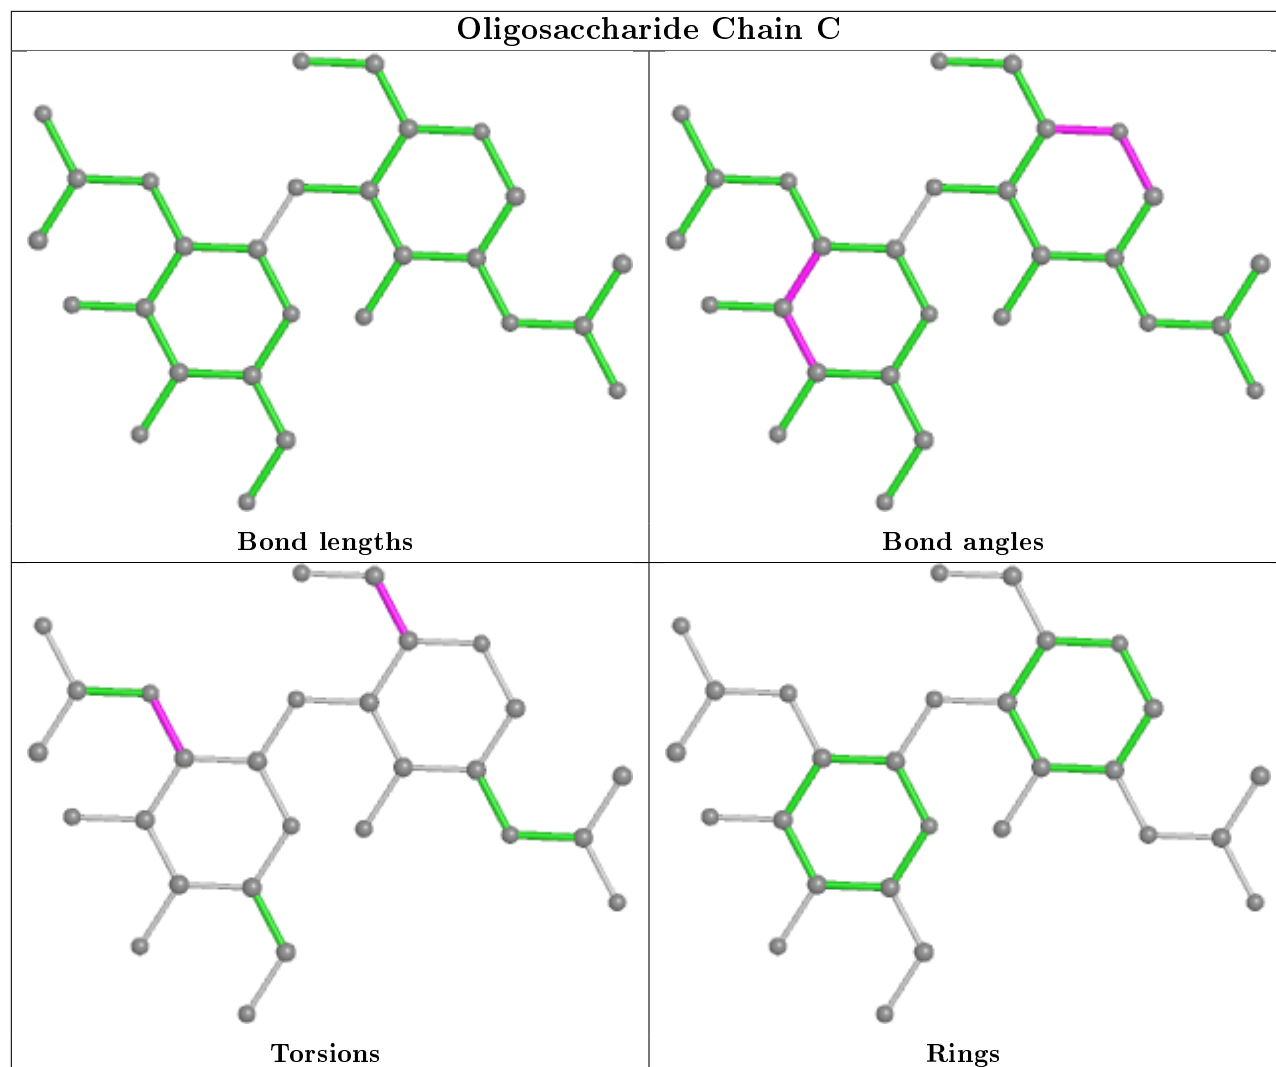 Oligosaccharide Chain C
Bond lengths
Bond angles
Torsions
Rings